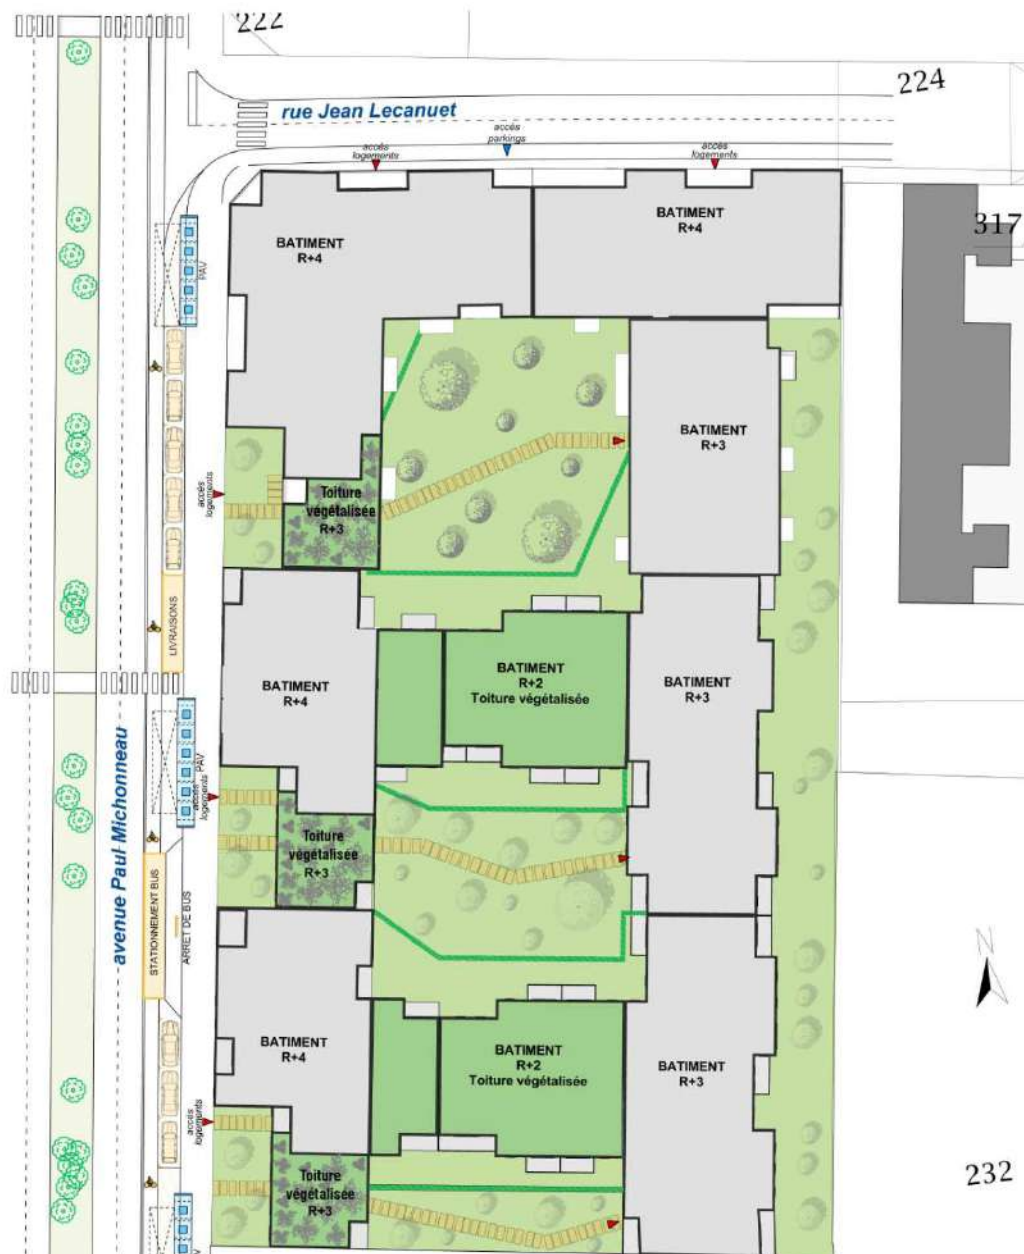 222
224
rue Jean Lecanuet
accès
parkings
accès
logements
accès
logements
BATIMENT
R+4
BATIMENT
R+4
317
PAV
BATIMENT
R+3
accès
logements
Toiture
végétalisée
R+3
LIVRAISONS
BATIMENT
R+4
BATIMENT
R+2
Toiture végétalisée
BATIMENT
R+3
avenue Paul Michonneau
PAV
accès
logements
Toiture
végétalisée
R+3
STATIONNEMENT BUS
ARRET DE BUS
N
BATIMENT
R+4
BATIMENT
R+2
Toiture végétalisée
BATIMENT
R+3
accès
logements
Toiture
végétalisée
R+3
232